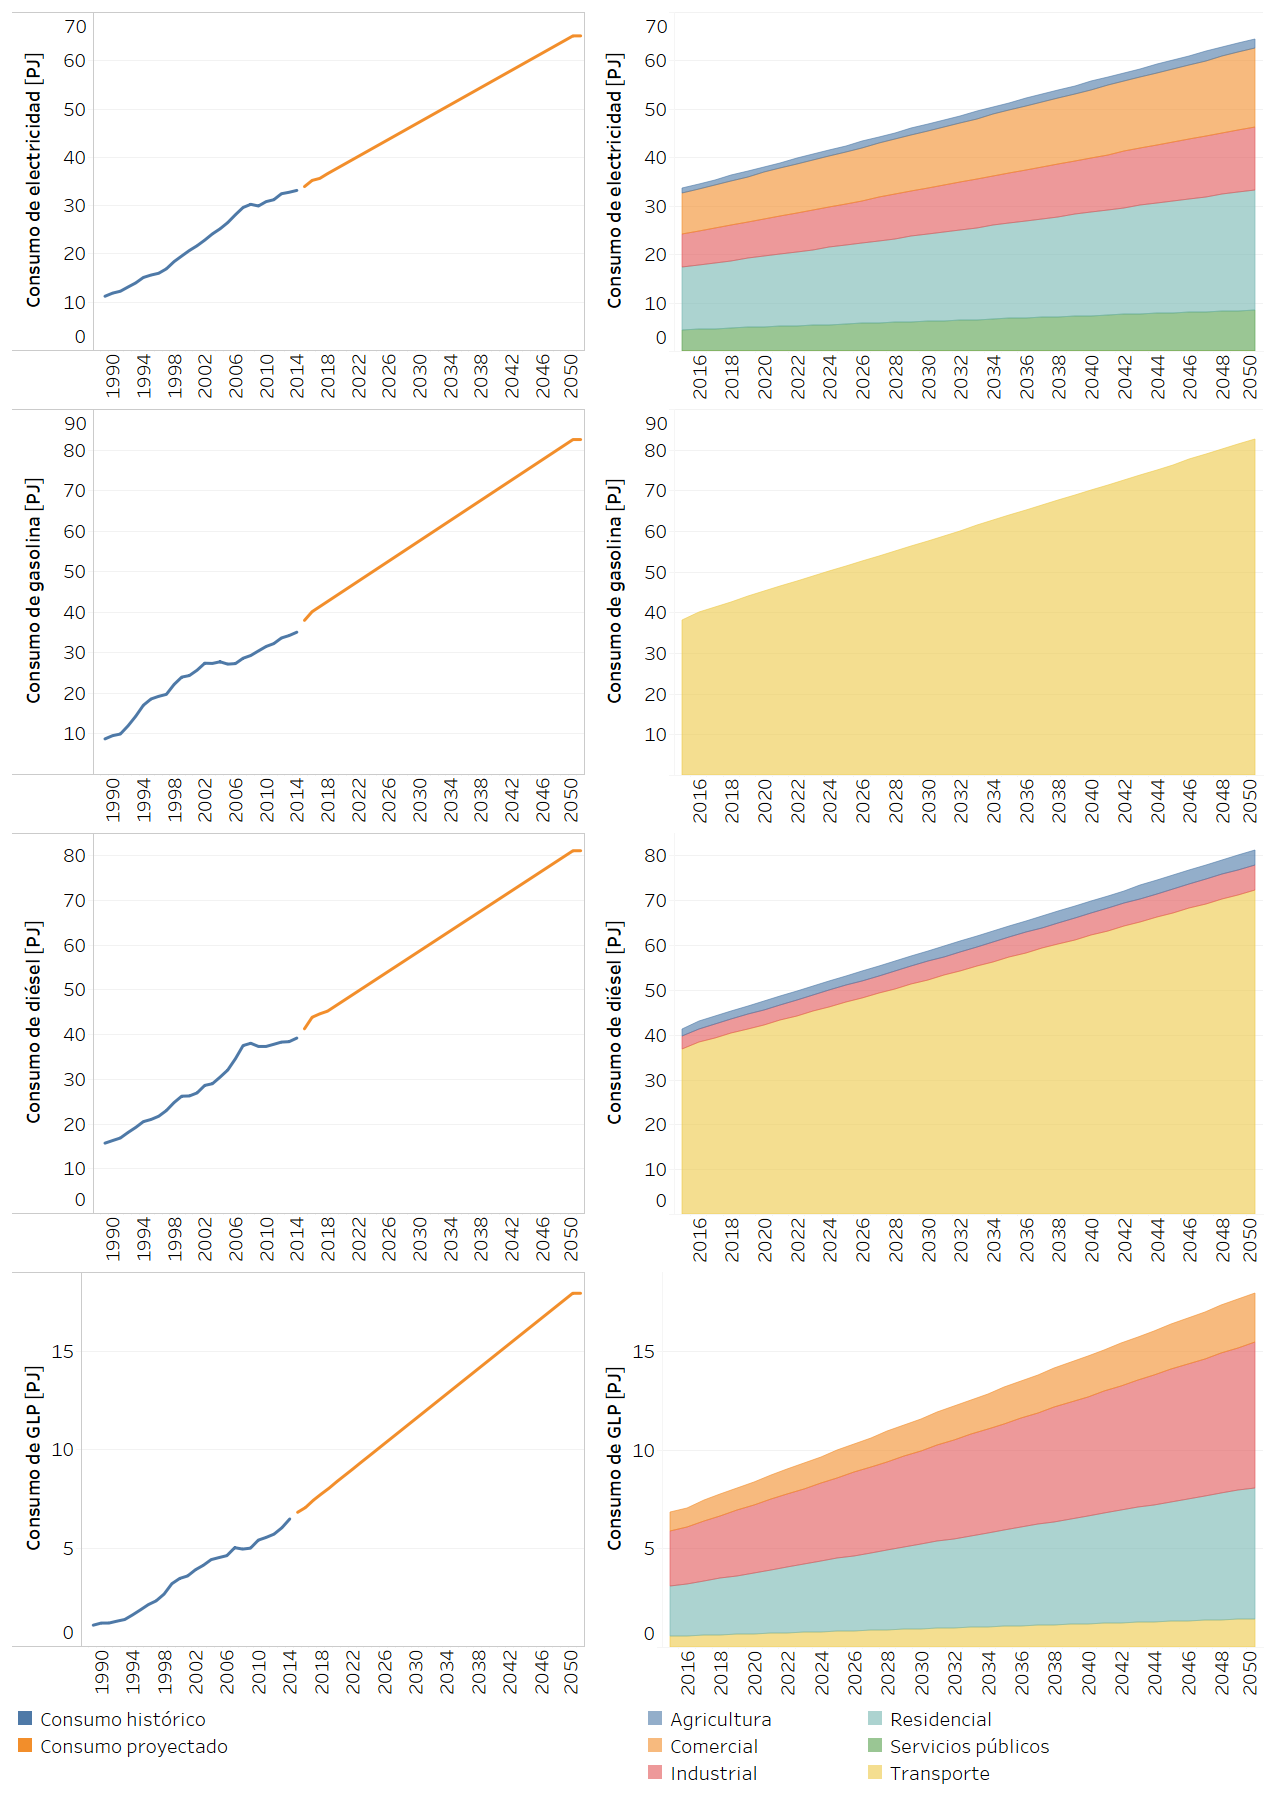 Consumo de electricidad [PJ]
70
60
50
40
30
20
10
0
1990 1994 1998 2002 2006 2010 2014 2018 2022 2026 2030 2034 2038 2042 2046 2050
Consumo de electricidad [PJ]
70
60
50
40
30
20
10
0
2016 2018 2020 2022 2024 2026 2028 2030 2032 2034 2036 2038 2040 2042 2044 2046 2048 2050
Consumo de gasolina [PJ]
90
80
70
60
50
40
30
20
10
1990 1994 1998 2002 2006 2010 2014 2018 2022 2026 2030 2034 2038 2042 2046 2050
Consumo de gasolina [PJ]
90
80
70
60
50
40
30
20
10
2016 2018 2020 2022 2024 2026 2028 2030 2032 2034 2036 2038 2040 2042 2044 2046 2048 2050
Consumo de diésel [PJ]
80
70
60
50
40
30
20
10
0
1990 1994 1998 2002 2006 2010 2014 2018 2022 2026 2030 2034 2038 2042 2046 2050
Consumo de diésel [PJ]
80
70
60
50
40
30
20
10
0
2016 2018 2020 2022 2024 2026 2028 2030 2032 2034 2036 2038 2040 2042 2044 2046 2048 2050
Consumo de GLP [PJ]
15
10
5
0
1990 1994 1998 2002 2006 2010 2014 2018 2022 2026 2030 2034 2038 2042 2046 2050
Consumo de GLP [PJ]
15
10
5
0
2016 2018 2020 2022 2024 2026 2028 2030 2032 2034 2036 2038 2040 2042 2044 2046 2048 2050
Consumo histórico
Consumo proyectado
Agricultura
Comercial
Industrial
Residencial
Servicios públicos
Transporte